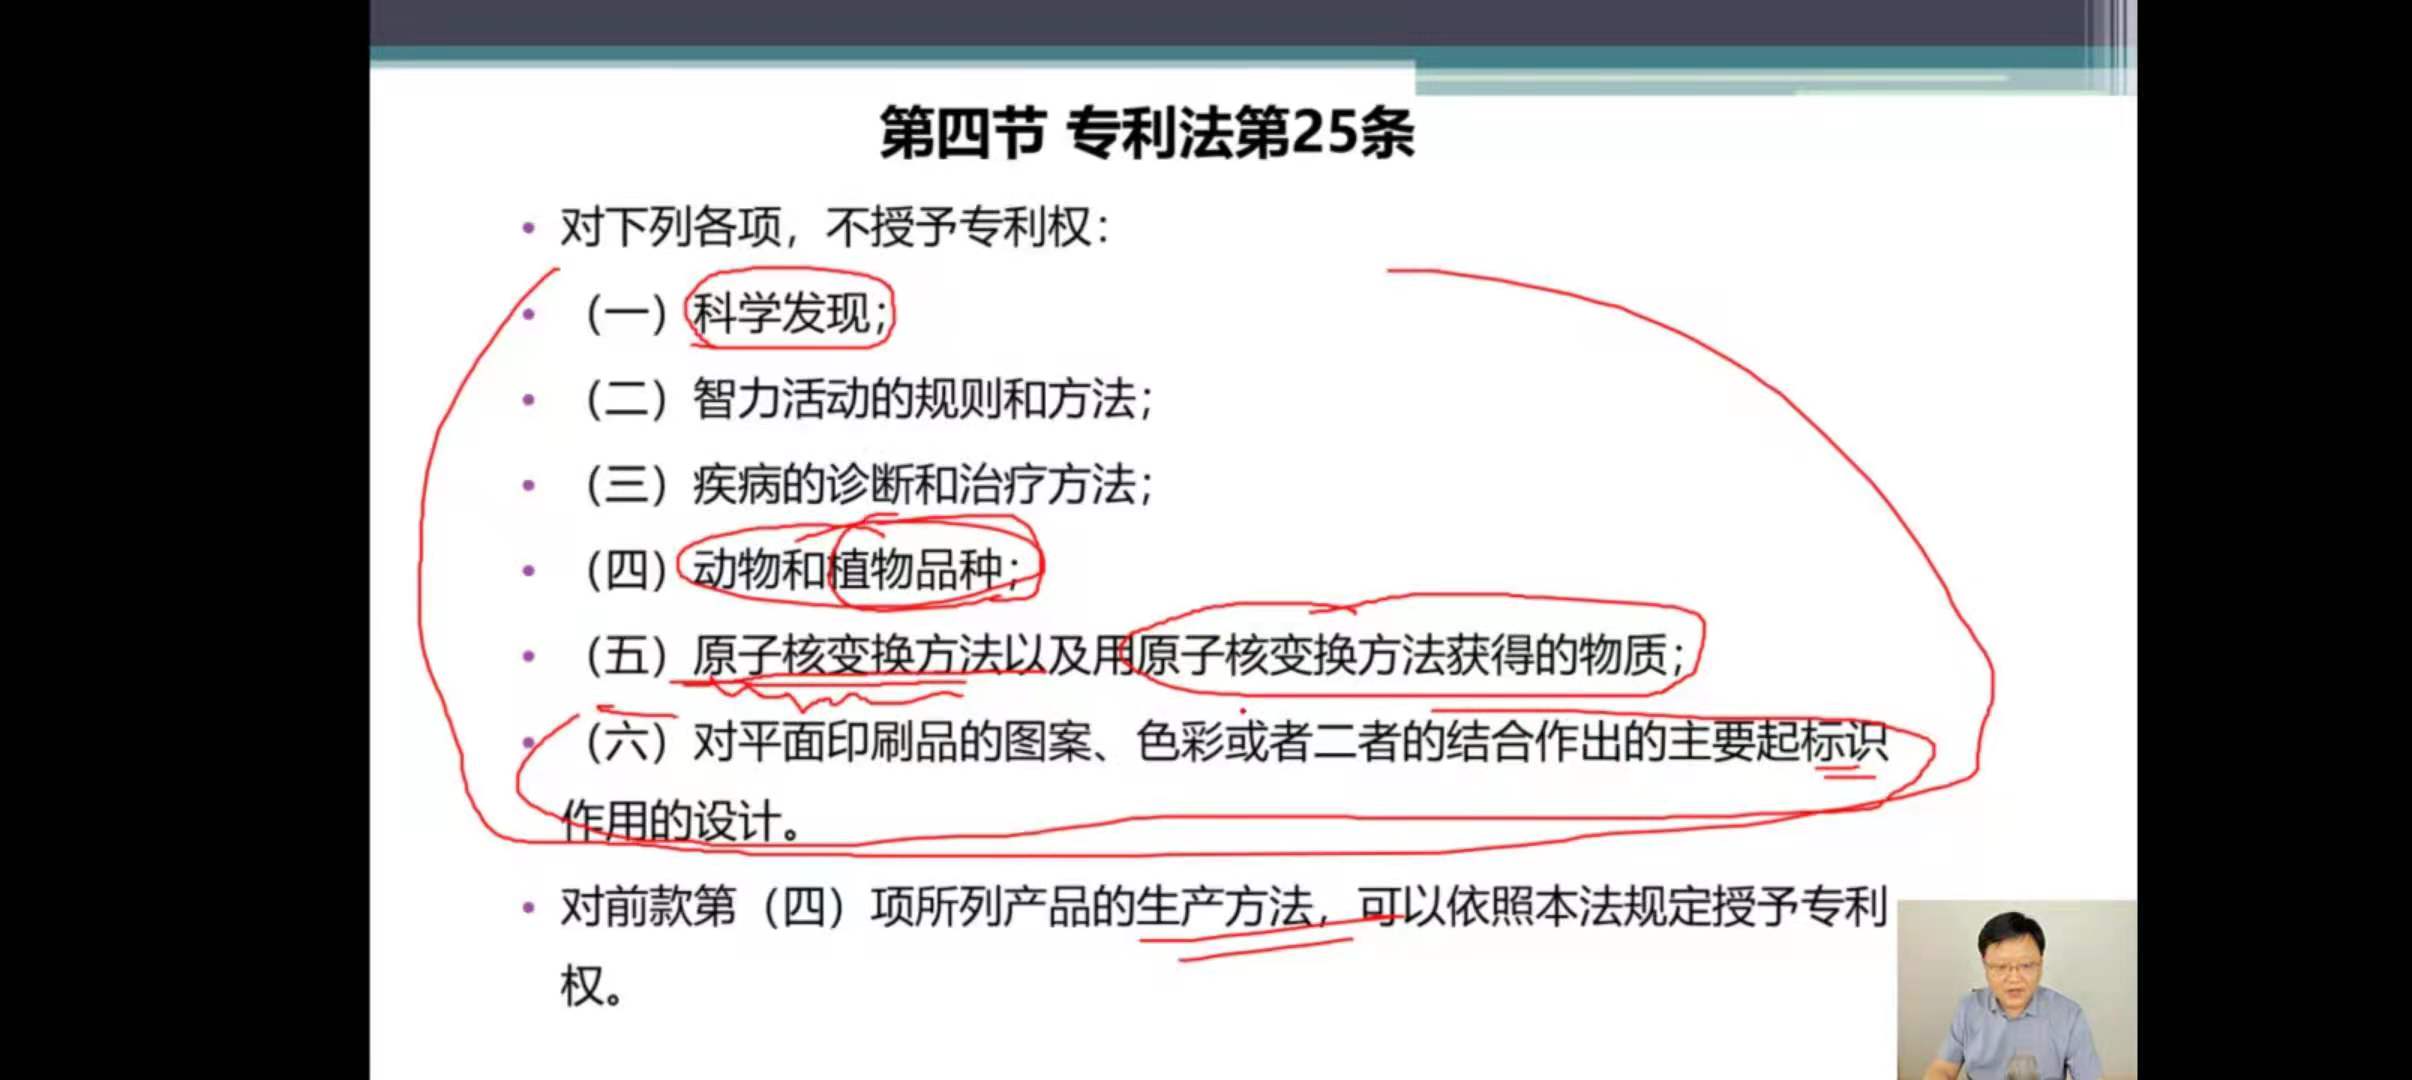 第四节 专利法第25条
• 对下列各项，不授予专利权：
• （一）科学发现；
• （二）智力活动的规则和方法；
• （三）疾病的诊断和治疗方法；
• （四）动物和植物品种；
• （五）原子核变换方法以及用原子核变换方法获得的物质；
• （六）对平面印刷品的图案、色彩或者二者的结合作出的主要起标识
作用的设计。
• 对前款第（四）项所列产品的生产方法，可以依照本法规定授予专利
权。